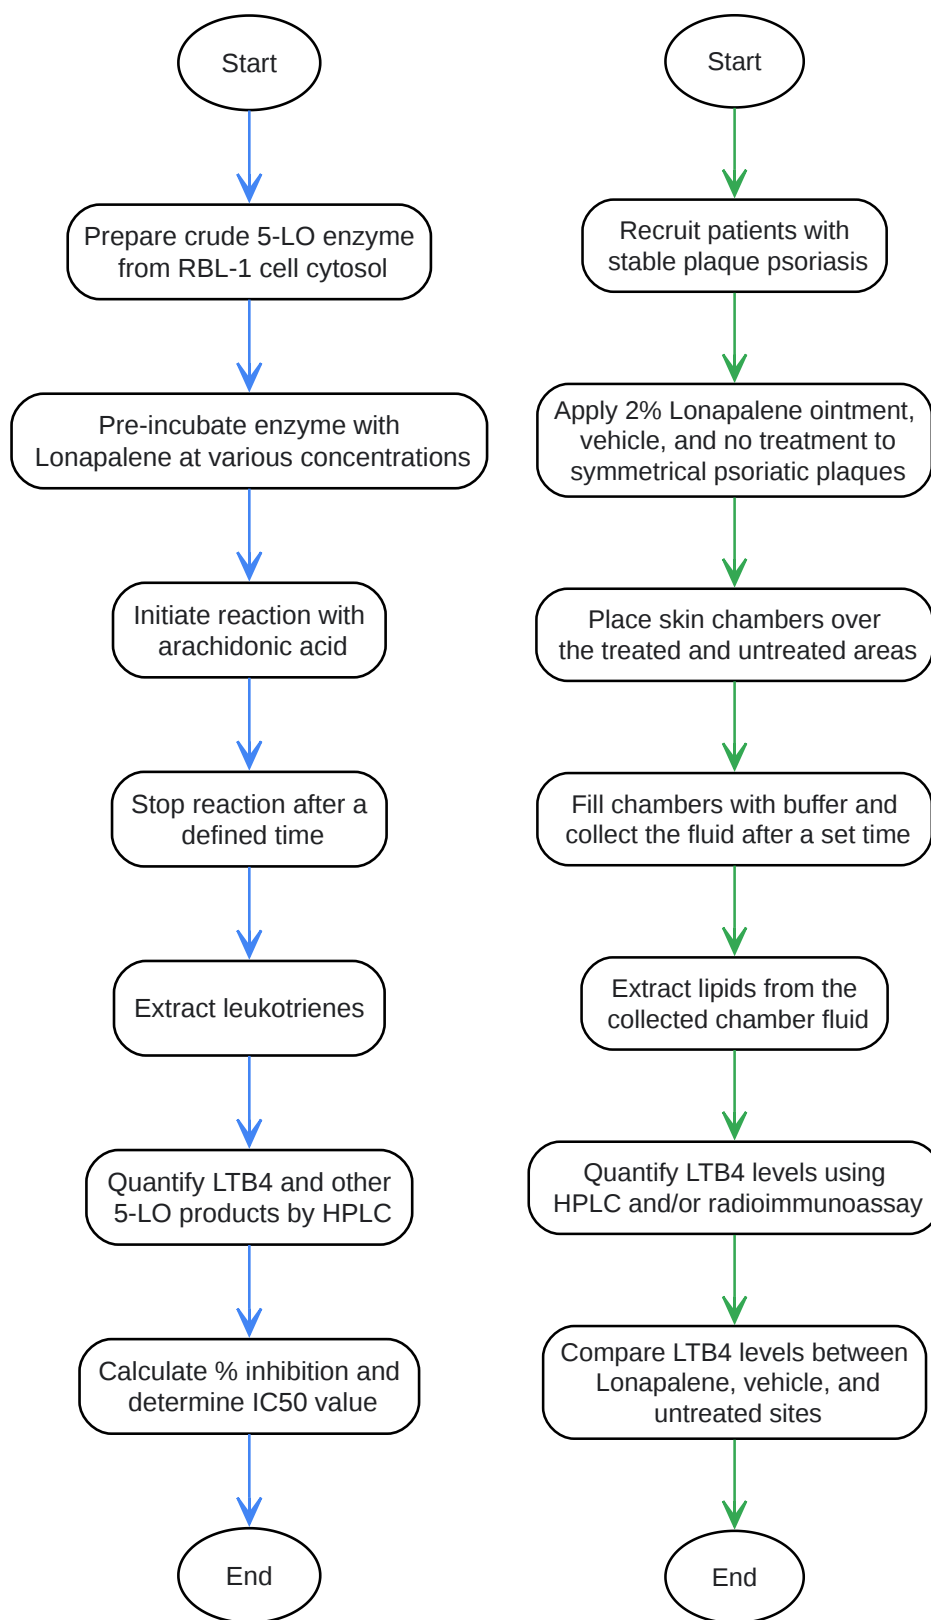 Start
Prepare crude 5-LO enzyme
from RBL-1 cell cytosol
Pre-incubate enzyme with
Lonapalene at various concentrations
Initiate reaction with
arachidonic acid
Stop reaction after a
defined time
Extract leukotrienes
Quantify LTB4 and other
5-LO products by HPLC
Calculate % inhibition and
determine IC50 value
End
Start
Recruit patients with
stable plaque psoriasis
Apply 2% Lonapalene ointment,
vehicle, and no treatment to
symmetrical psoriatic plaques
Place skin chambers over
the treated and untreated areas
Fill chambers with buffer and
collect the fluid after a set time
Extract lipids from the
collected chamber fluid
Quantify LTB4 levels using
HPLC and/or radioimmunoassay
Compare LTB4 levels between
Lonapalene, vehicle, and
untreated sites
End